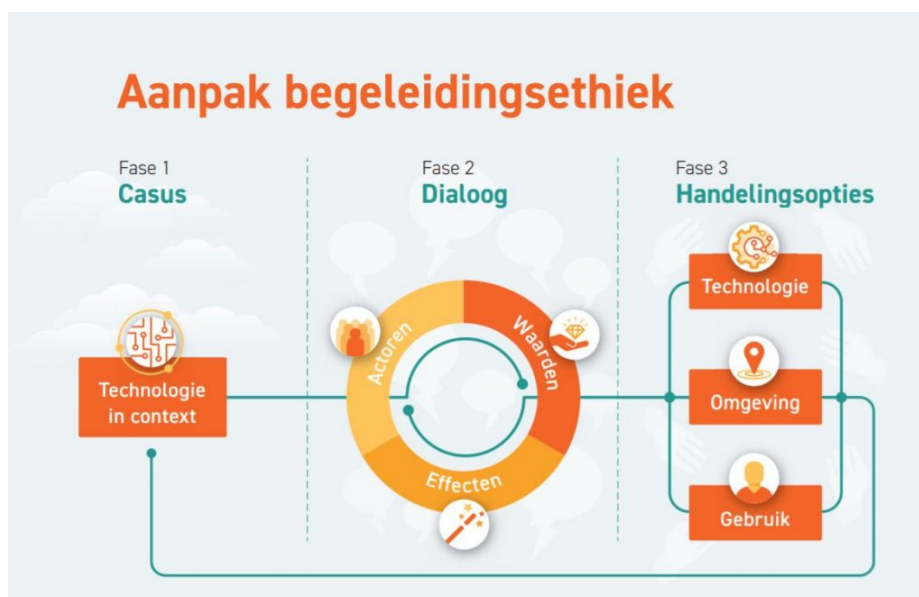 Aanpak begeleidingsethiek
Fase 1
Casus
Fase 2
Dialoog
Fase 3
Handelingsopties
Technologie
in context
Actoren
Waarden
Effecten
Technologie
Omgeving
Gebruik